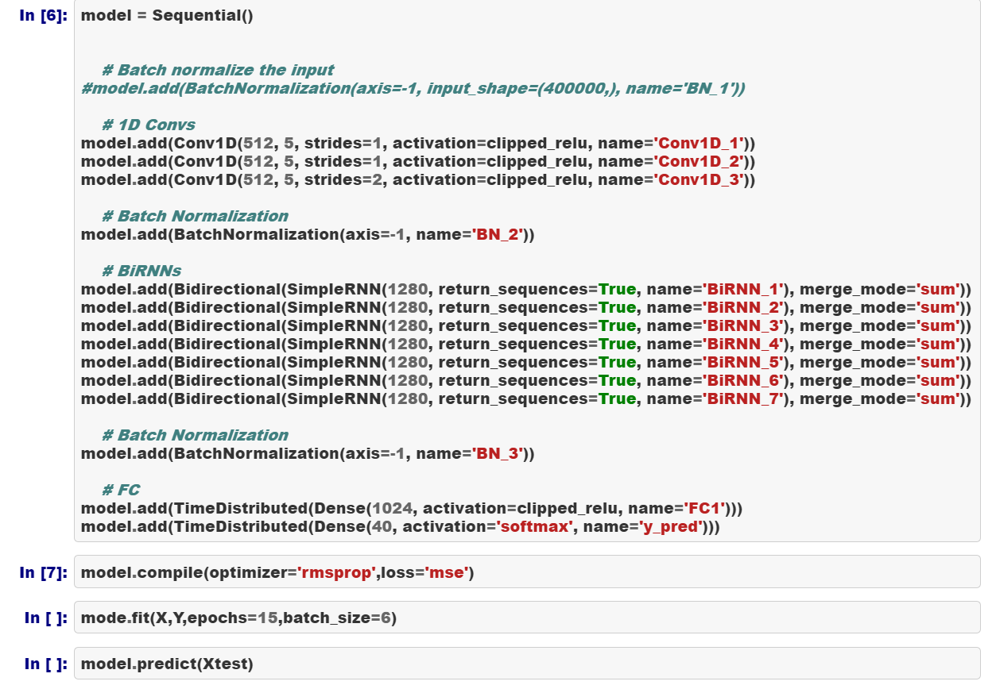 In [6]: model = Sequential()
# Batch normalize the input
#model.add(BatchNormalization(axis=-1, input_shape=(400000,), name='BN_1'))
# 1D Convs
model.add(Conv1D(512, 5, strides=1, activation=clipped_relu, name='Conv1D_1'))
model.add(Conv1D(512, 5, strides=1, activation=clipped_relu, name='Conv1D_2'))
model.add(Conv1D(512, 5, strides=2, activation=clipped_relu, name='Conv1D_3'))
# Batch Normalization
model.add(BatchNormalization(axis=-1, name='BN_2'))
# BiRNNs
model.add(Bidirectional(SimpleRNN(1280, return_sequences=True, name='BiRNN_1'), merge_mode='sum'))
model.add(Bidirectional(SimpleRNN(1280, return_sequences=True, name='BiRNN_2'), merge_mode='sum'))
model.add(Bidirectional(SimpleRNN(1280, return_sequences=True, name='BiRNN_3'), merge_mode='sum'))
model.add(Bidirectional(SimpleRNN(1280, return_sequences=True, name='BiRNN_4'), merge_mode='sum'))
model.add(Bidirectional(SimpleRNN(1280, return_sequences=True, name='BiRNN_5'), merge_mode='sum'))
model.add(Bidirectional(SimpleRNN(1280, return_sequences=True, name='BiRNN_6'), merge_mode='sum'))
model.add(Bidirectional(SimpleRNN(1280, return_sequences=True, name='BiRNN_7'), merge_mode='sum'))
# Batch Normalization
model.add(BatchNormalization(axis=-1, name='BN_3'))
# FC
model.add(TimeDistributed(Dense(1024, activation=clipped_relu, name='FC1')))
model.add(TimeDistributed(Dense(40, activation='softmax', name='y_pred')))
In [7]: model.compile(optimizer='rmsprop',loss='mse')
In [ ]: mode.fit(X,Y,epochs=15,batch_size=6)
In [ ]: model.predict(Xtest)